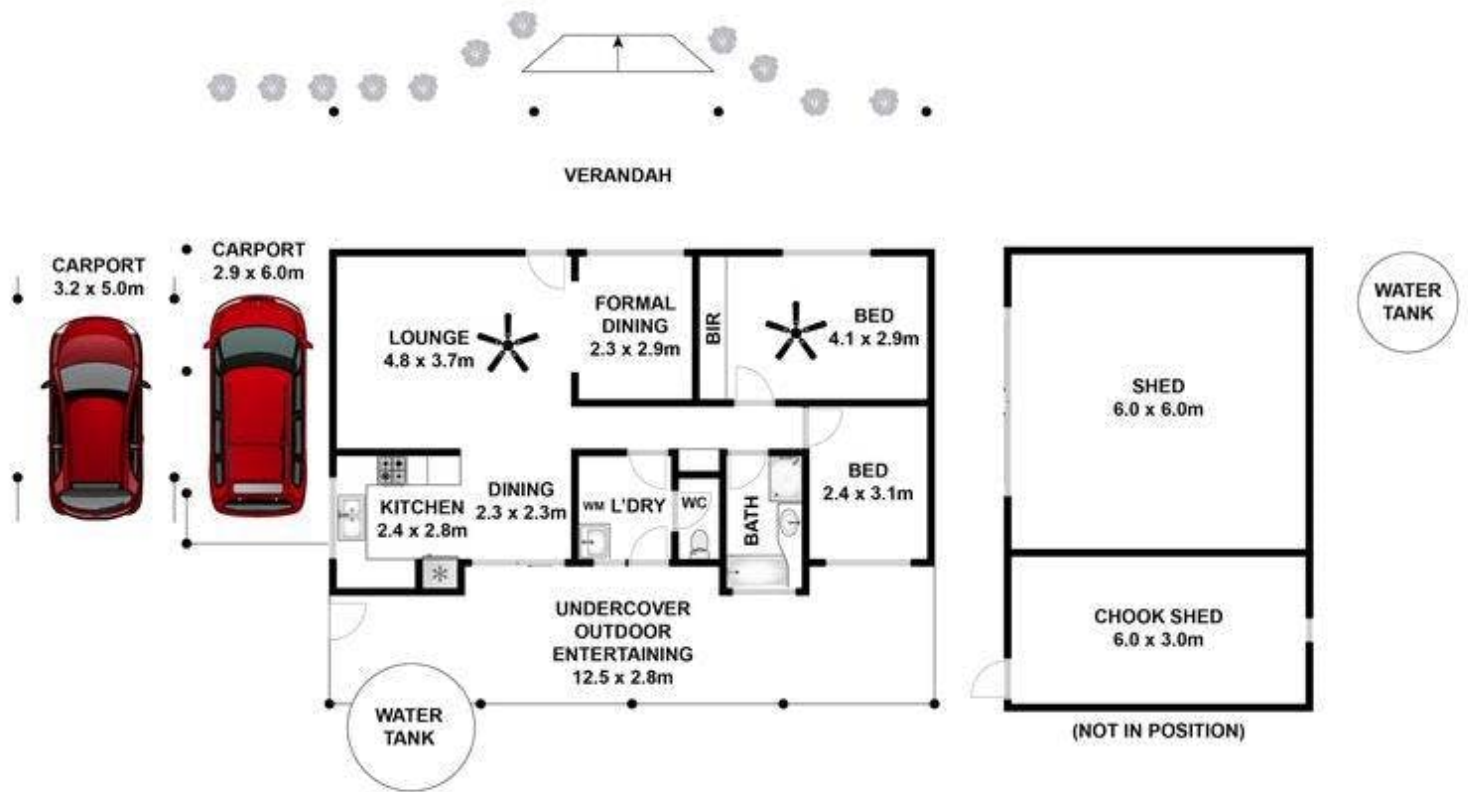 VERANDAH
CARPORT
3.2 x 5.0m
CARPORT
2.9 x 6.0m
LOUNGE
4.8 x 3.7m
FORMAL
DINING
2.3 x 2.9m
BIR
BED
4.1 x 2.9m
SHED
6.0 x 6.0m
WATER
TANK
KITCHEN
2.4 x 2.8m
DINING
2.3 x 2.3m
WM
L'DRY
WC
BATH
BED
2.4 x 3.1m
UNDERCOVER
OUTDOOR
ENTERTAINING
12.5 x 2.8m
CHOOK SHED
6.0 x 3.0m
WATER
TANK
(NOT IN POSITION)